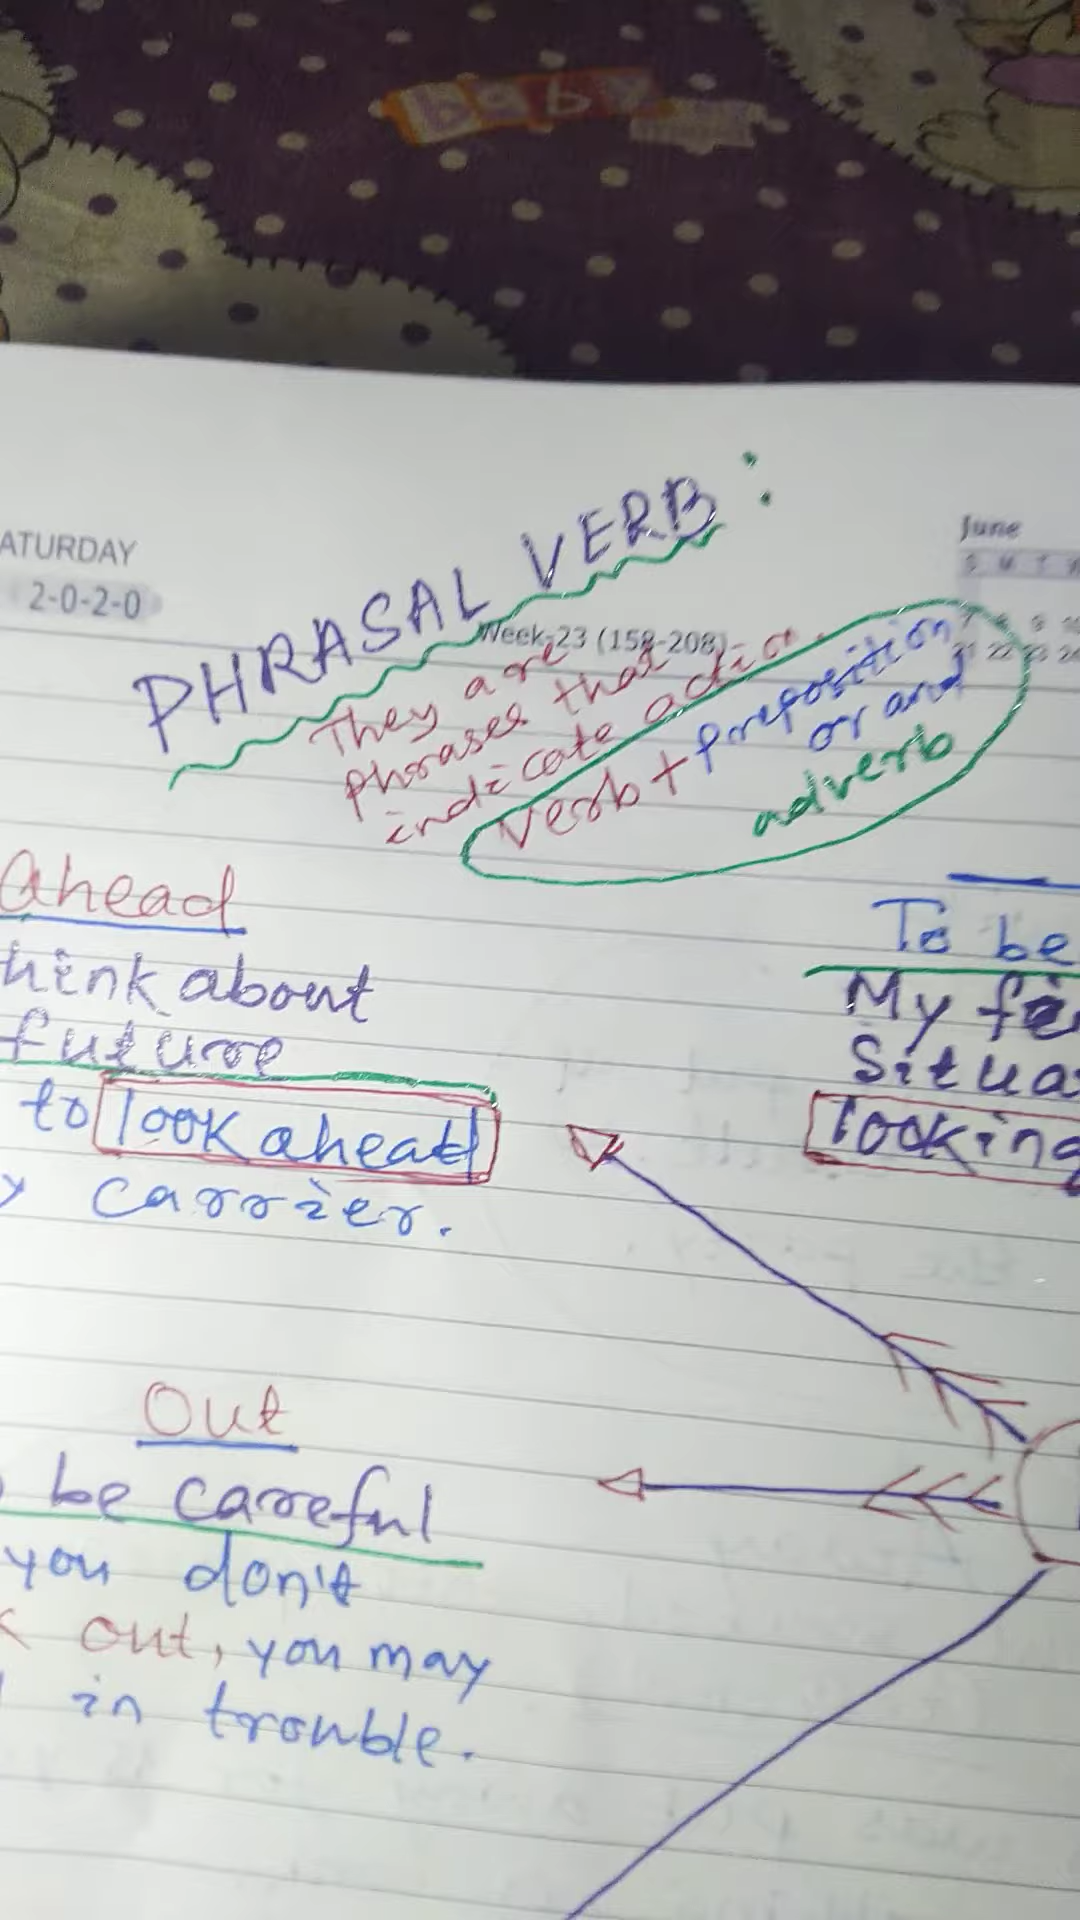 baby
ATURDAY
2-0-2-0
PHRASAL VERB :
June
Week-23 (158-208)
They are
phrases that
indicate action.
verb + preposition
or and
adverb
ahead
hink about
future
to look ahead
y carrier.
To be
My
Situa
looking
Out
be careful
you don't
k out, you may
in trouble.